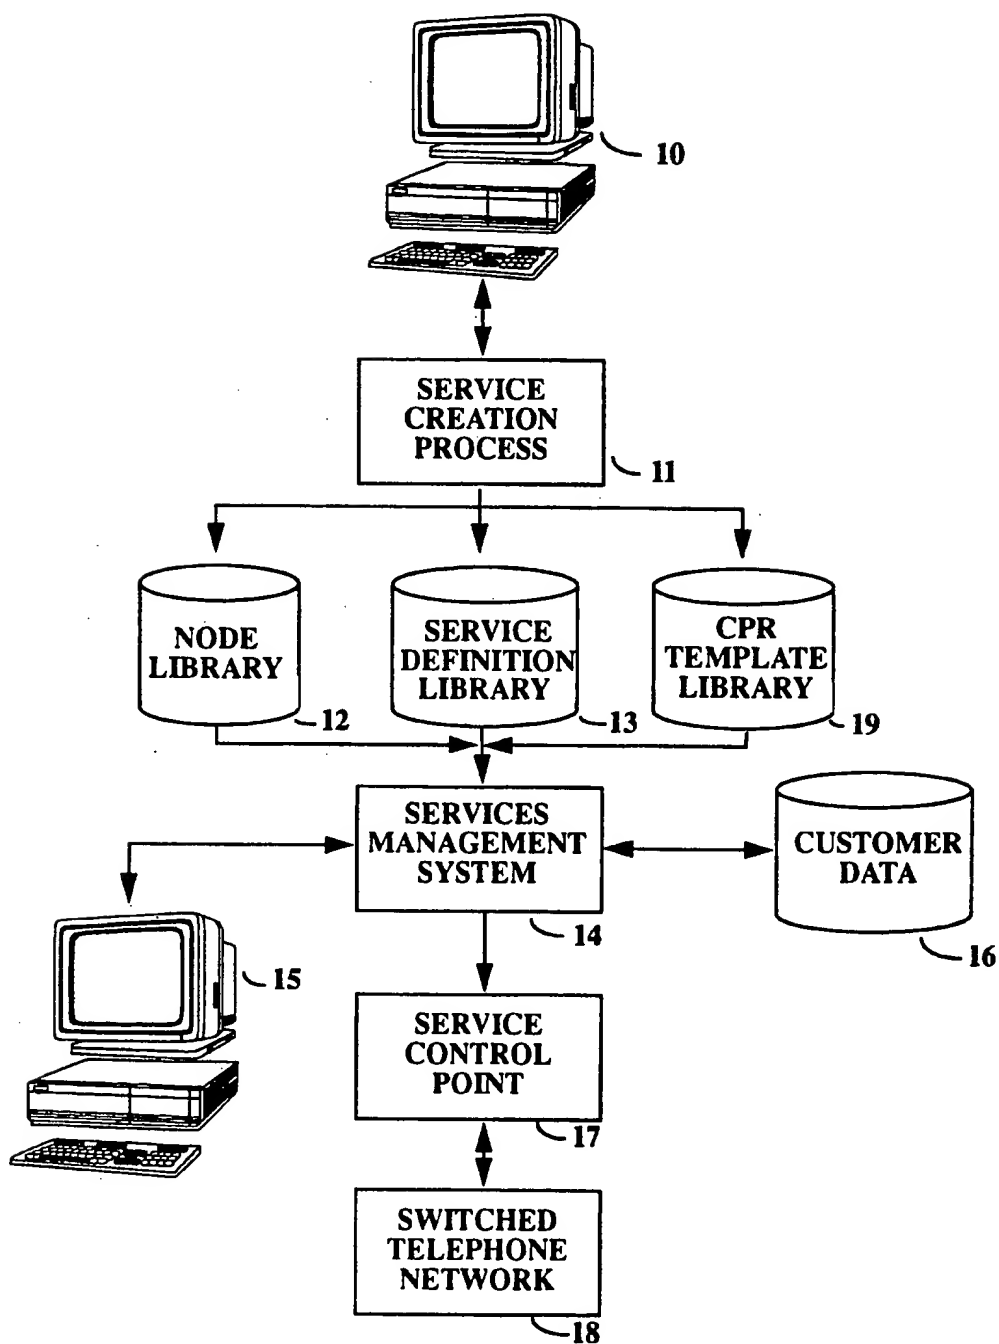 10
SERVICE
CREATION
PROCESS
11
NODE
LIBRARY
12
SERVICE
DEFINITION
LIBRARY
13
CPR
TEMPLATE
LIBRARY
19
SERVICES
MANAGEMENT
SYSTEM
14
CUSTOMER
DATA
16
15
SERVICE
CONTROL
POINT
17
SWITCHED
TELEPHONE
NETWORK
18